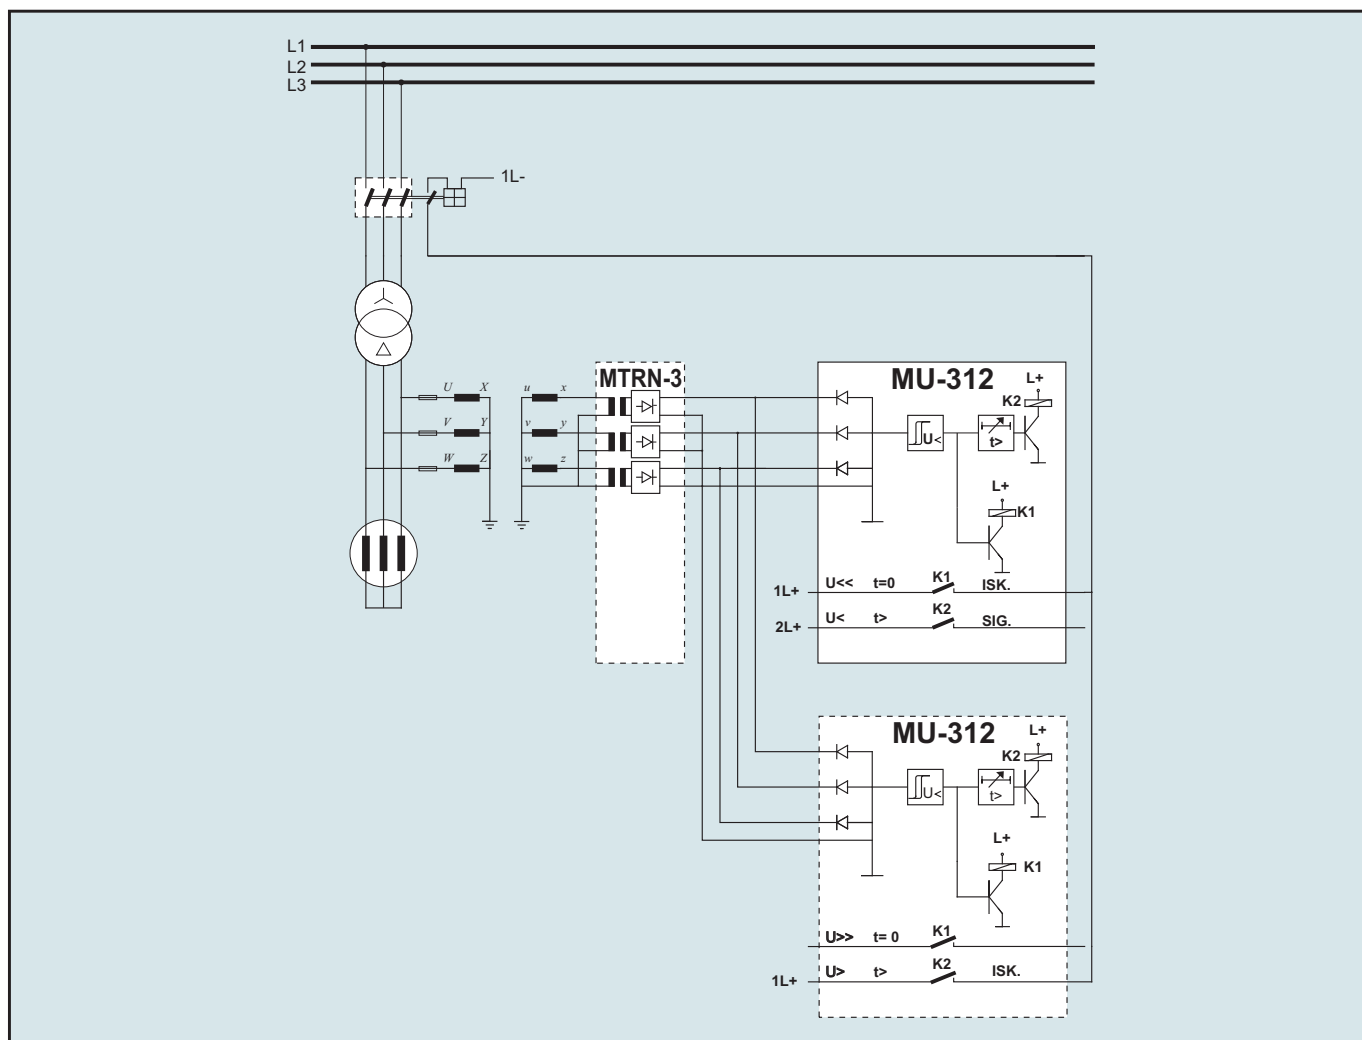 L1
L2
L3
1L-
MTRN-3
U X u x
V Y v y
W Z w z
MU-312
L+
K2
U<
t>
L+
K1
1L+ U<< t=0 K1 ISK.
2L+ U< t> K2 SIG.
MU-312
L+
K2
U<
t>
L+
K1
U>> t= 0 K1
1L+ U> t> K2 ISK.